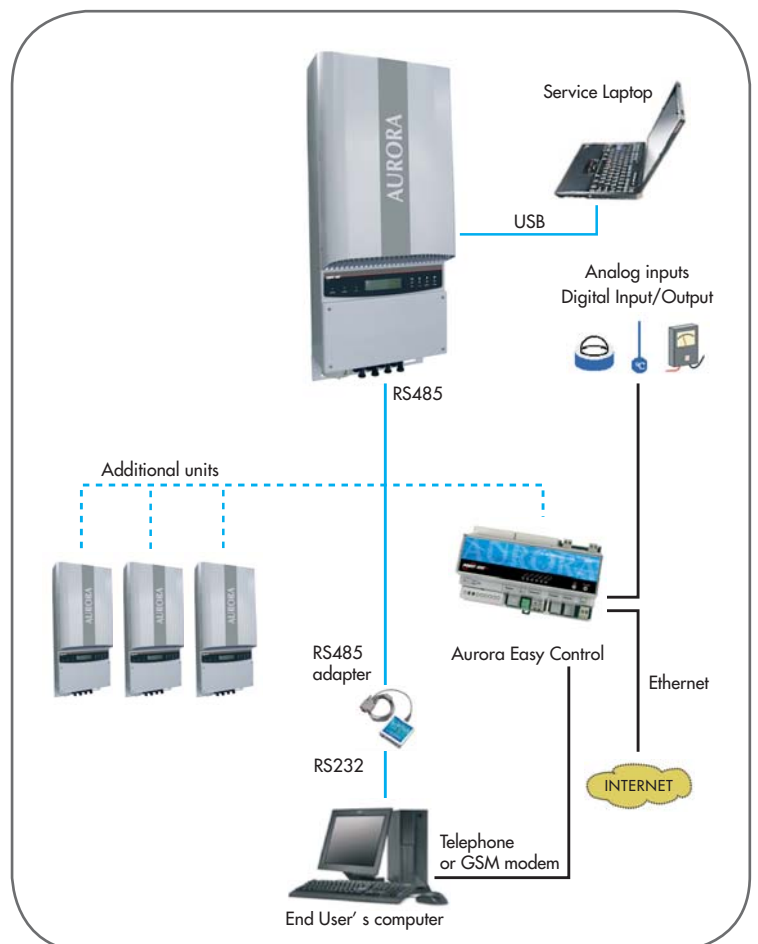 AURORA
Service Laptop
USB
Analog inputs
Digital Input/Output
°C
RS485
Additional units
AURORA
AURORA
AURORA
AURORA
Aurora Easy Control
RS485
adapter
Ethernet
RS232
INTERNET
Telephone
or GSM modem
End User’ s computer